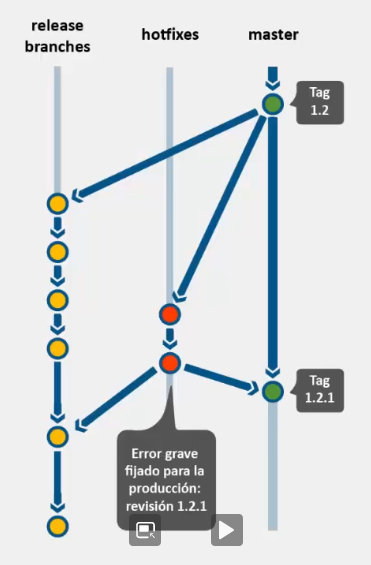 release
branches
hotfixes
master
Tag
1.2
Tag
1.2.1
Error grave
fijado para la
producción:
revisión 1.2.1